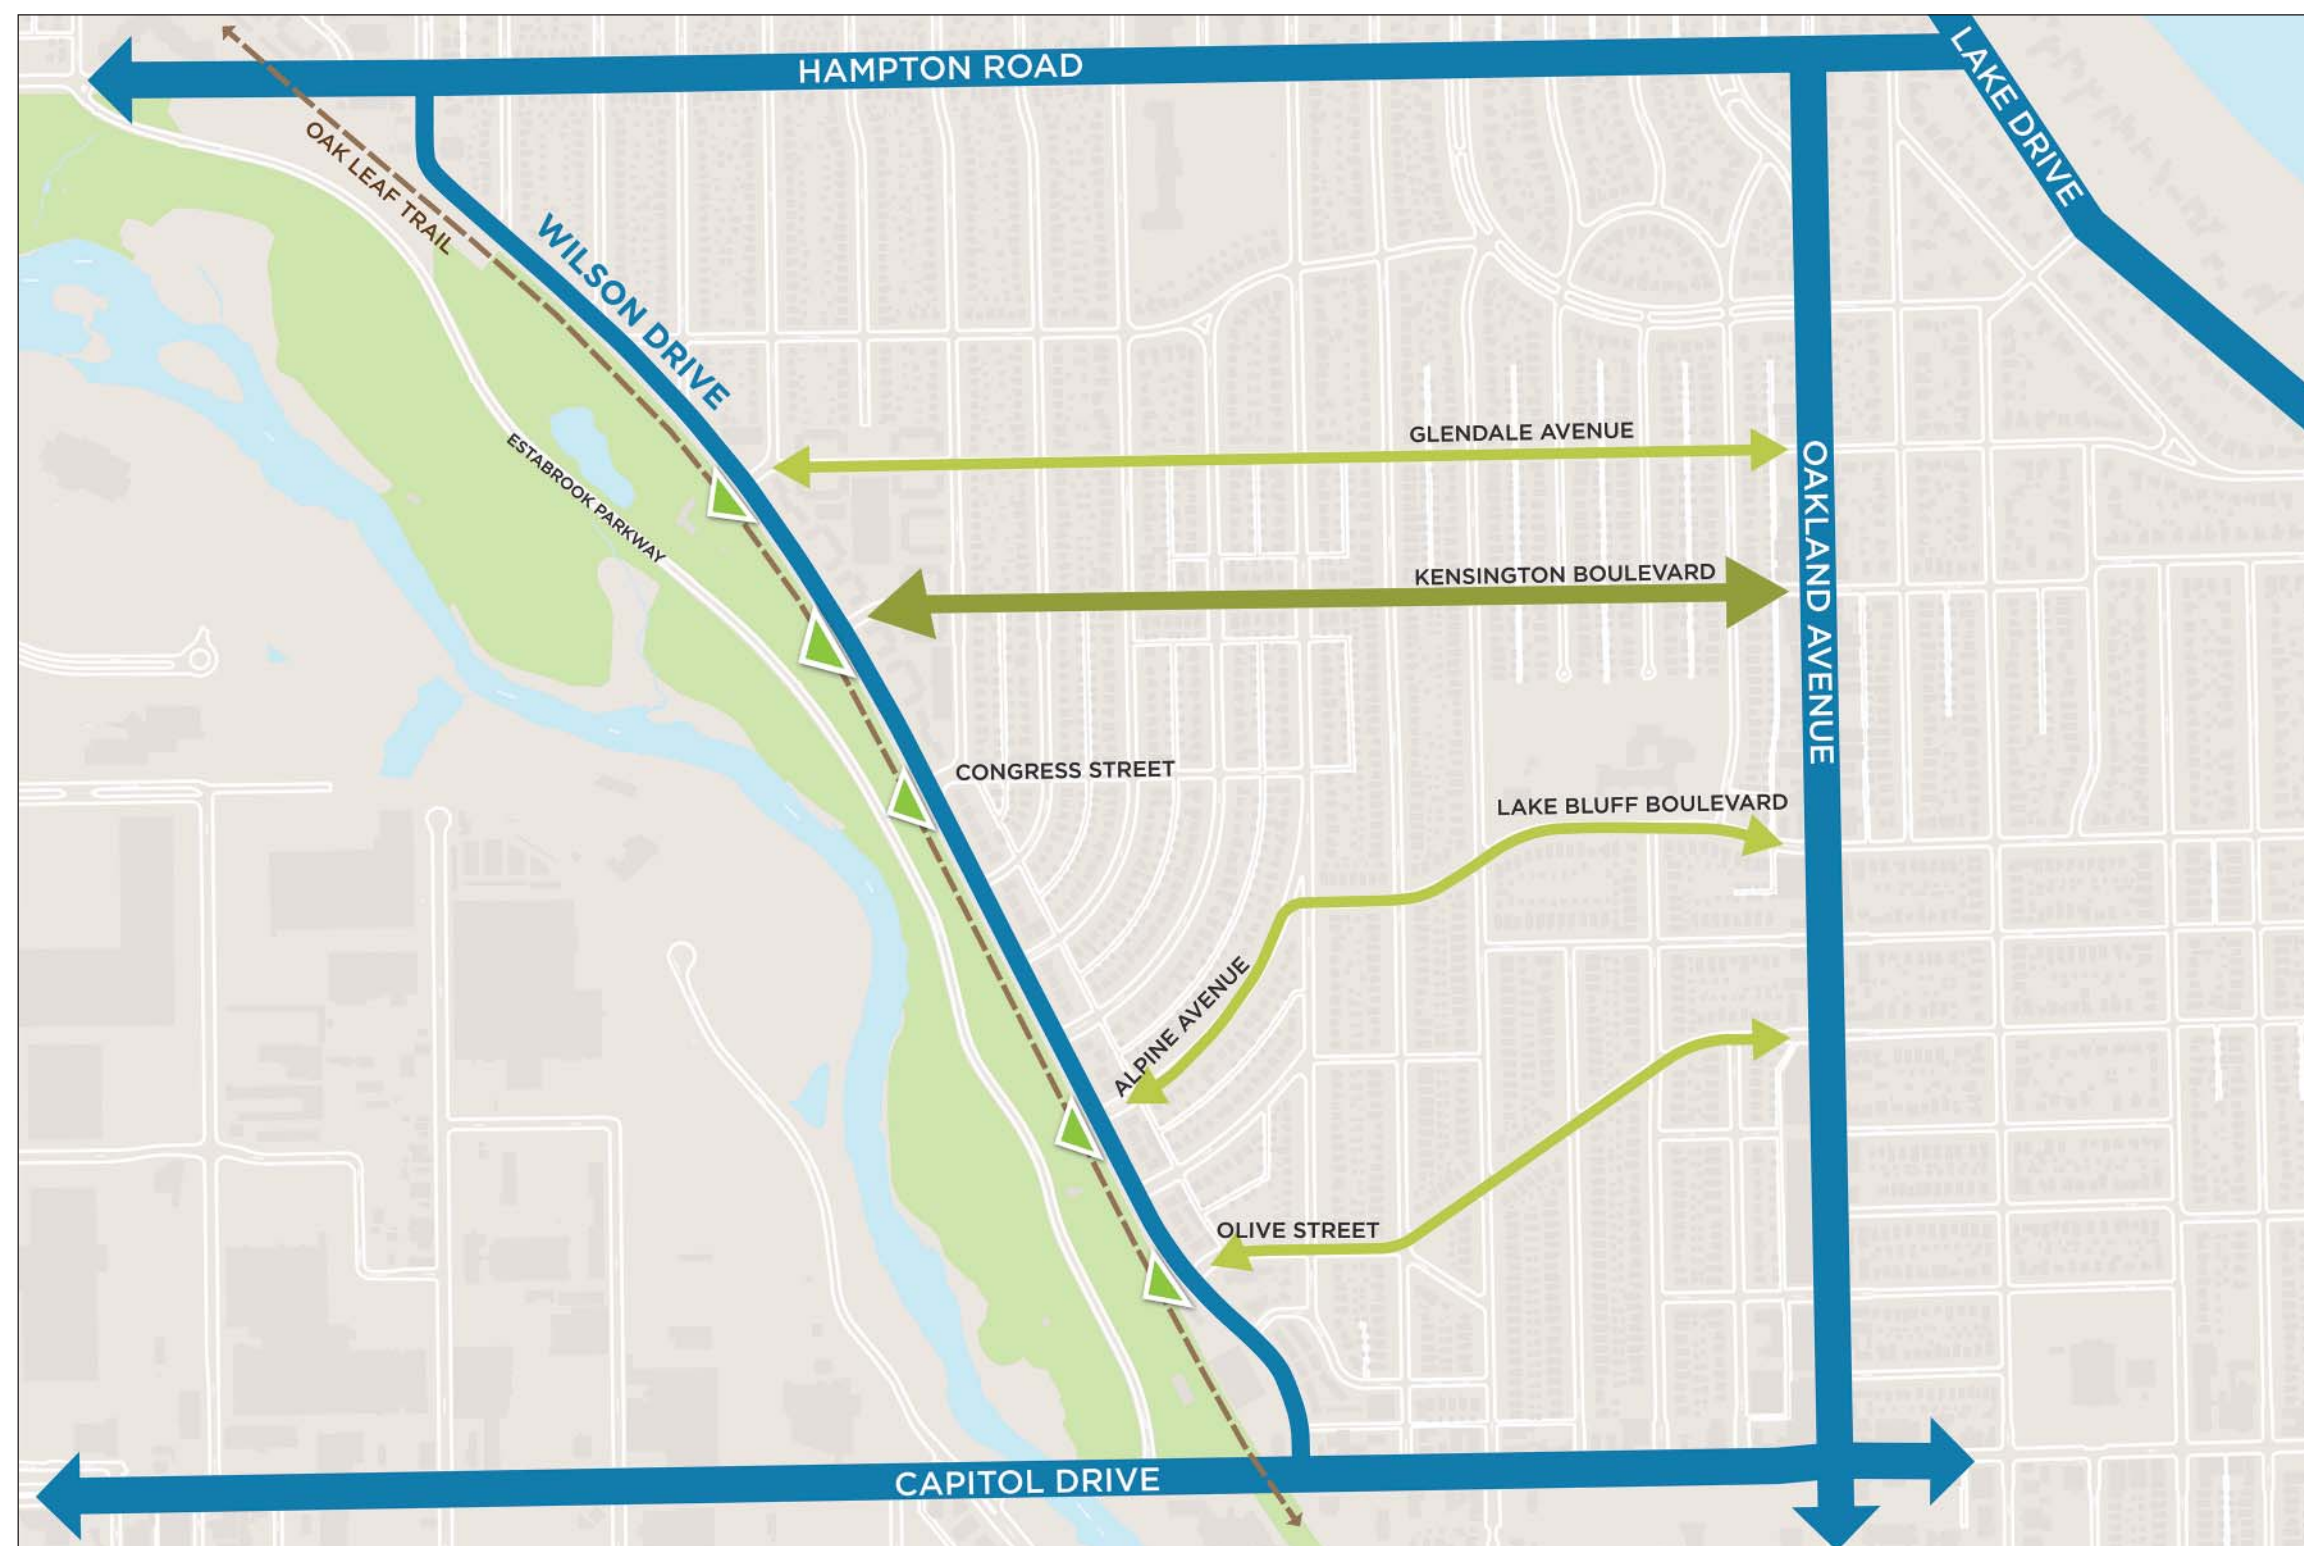 HAMPTON ROAD
LAKE DRIVE
OAK LEAF TRAIL
WILSON DRIVE
GLENDALE AVENUE
ESTABROOK PARKWAY
OAKLAND AVENUE
KENSINGTON BOULEVARD
CONGRESS STREET
LAKE BLUFF BOULEVARD
ALPINE AVENUE
OLIVE STREET
CAPITOL DRIVE